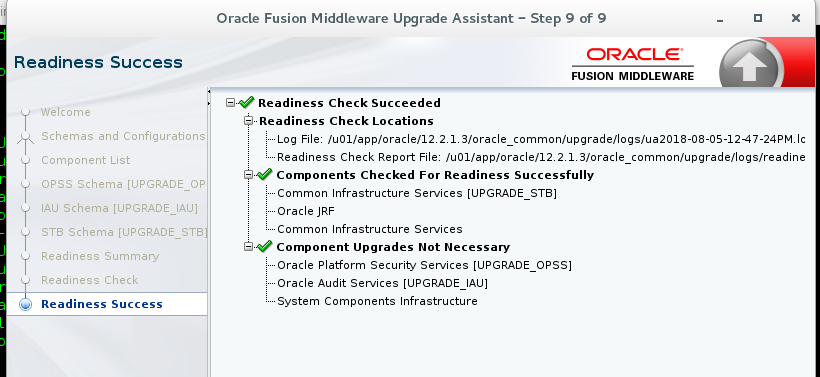 Oracle Fusion Middleware Upgrade Assistant – Step 9 of 9
Readiness Success
ORACLE
FUSION MIDDLEWARE
Welcome
Schemas and Configurations
Component List
OPSS Schema [UPGRADE_OP
IAU Schema [UPGRADE_IAU]
STB Schema [UPGRADE_STB]
Readiness Summary
Readiness Check
Readiness Success
Readiness Check Succeeded
Readiness Check Locations
Log File: /u01/app/oracle/12.2.1.3/oracle_common/upgrade/logs/ua2018-08-05-12-47-24PM.lo
Readiness Check Report File: /u01/app/oracle/12.2.1.3/oracle_common/upgrade/logs/readine
Components Checked For Readiness Successfully
Common Infrastructure Services [UPGRADE_STB]
Oracle JRF
Common Infrastructure Services
Component Upgrades Not Necessary
Oracle Platform Security Services [UPGRADE_OPSS]
Oracle Audit Services [UPGRADE_IAU]
System Components Infrastructure